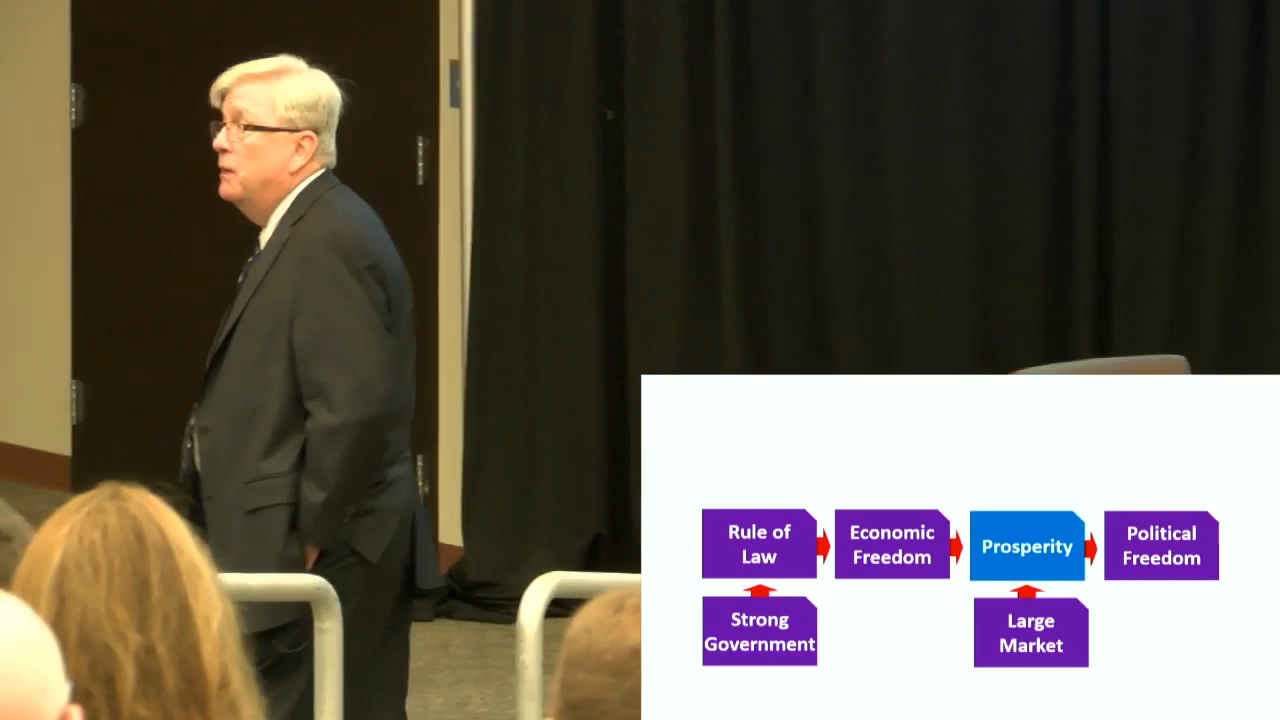 Rule of
Law
Economic
Freedom
Prosperity
Political
Freedom
Strong
Government
Large
Market